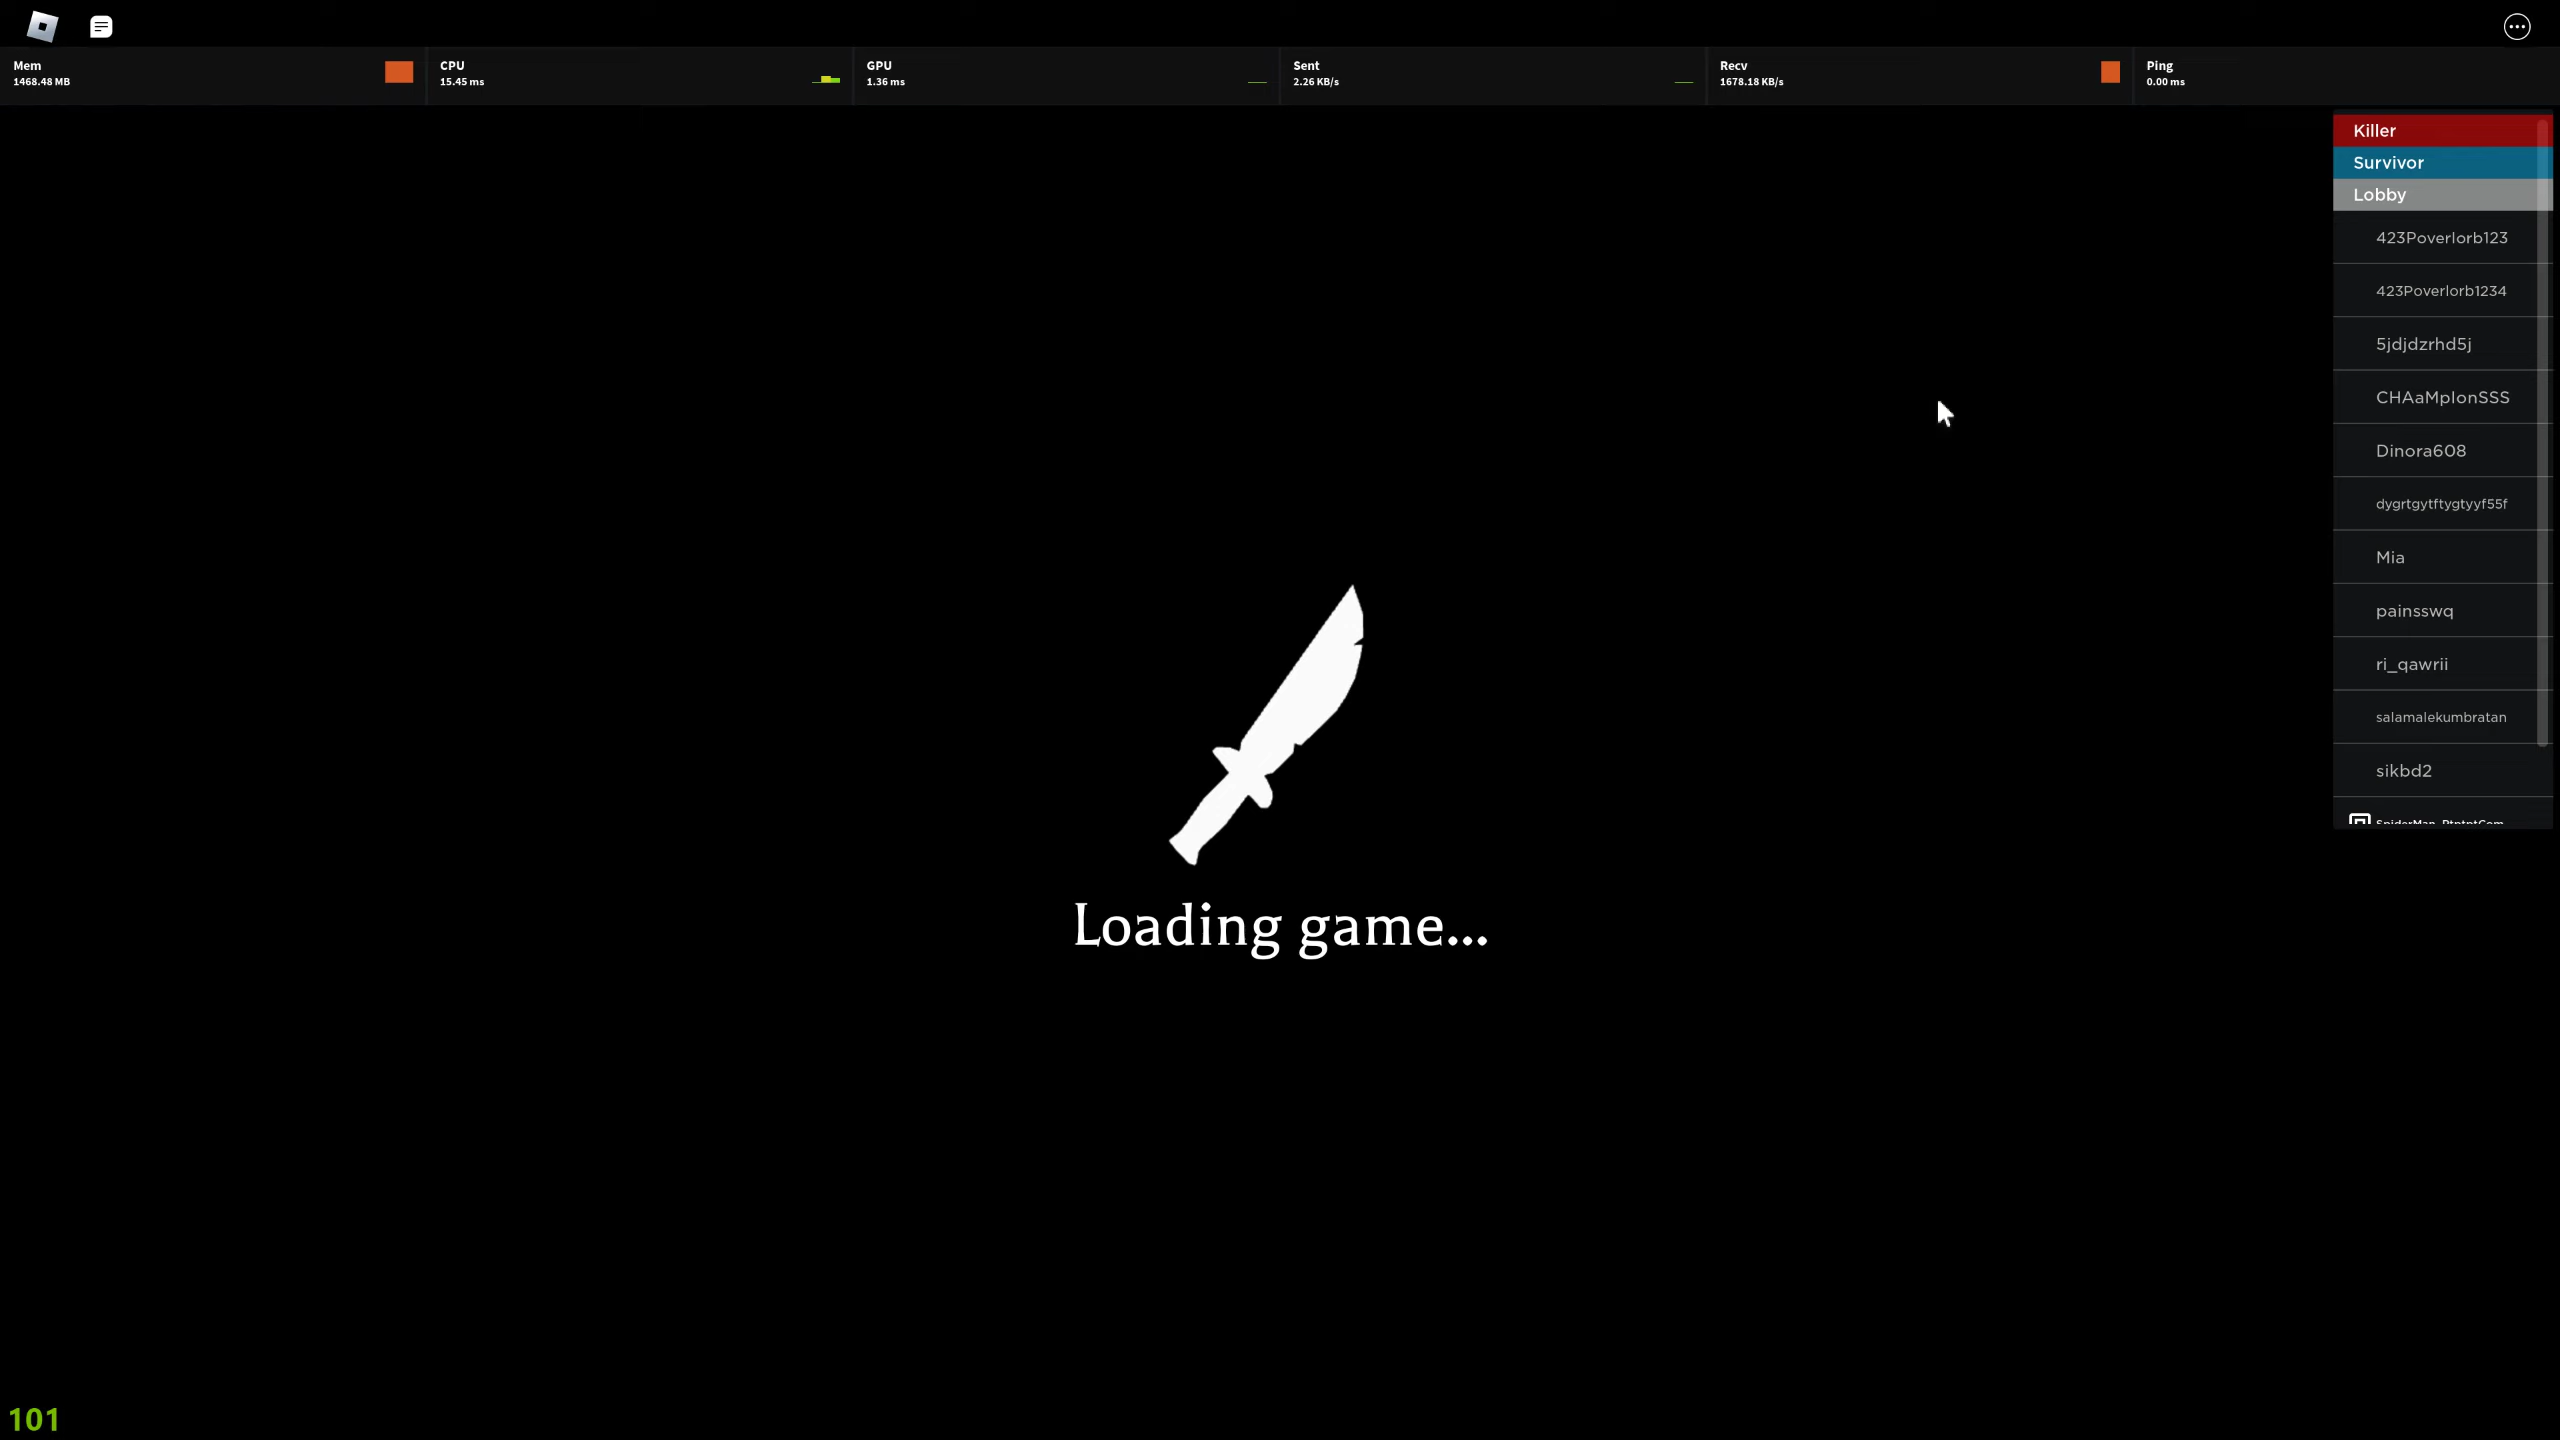 Mem
1468.48 MB
CPU
15.45 ms
GPU
1.36 ms
Sent
2.26 KB/s
Recv
1678.18 KB/s
Ping
0.00 ms
Killer
Survivor
Lobby
423Poverlorb123
423Poverlorb1234
5jdjdzrhd5j
CHAaMpIonSSS
Dinora608
dygrtgytftygtyyf55f
Mia
painsswq
ri_qawrii
salamalekumbratan
sikbd2
Loading game...
101